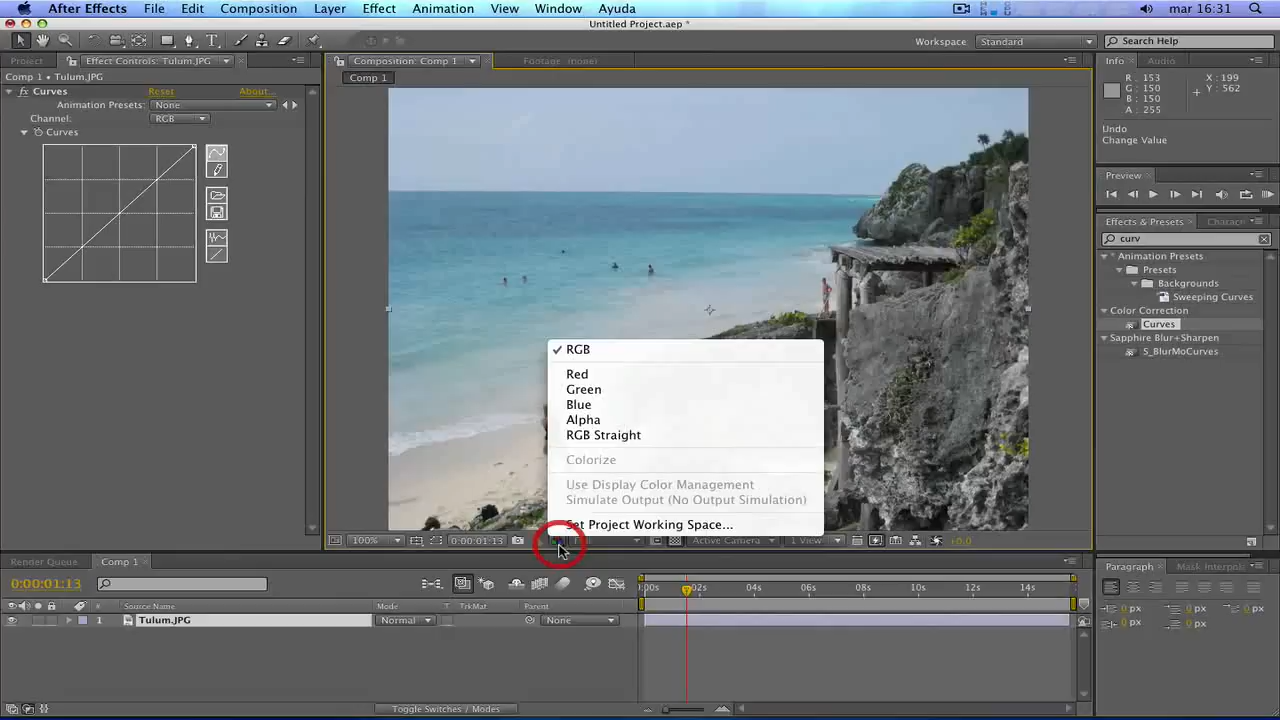 After Effects File Edit Composition Layer Effect Animation View Window Ayuda mar 16:31
Untitled Project.aep *
Workspace: Standard Search Help
Project Effect Controls: Tulum.JPG Composition: Comp 1 Footage: (none) Info Audio
Comp 1 • Tulum.JPG
Comp 1
R : 153 X : 199
G : 150 Y : 562
B : 150
A : 255
fx Curves Reset About...
Animation Presets: None
Channel: RGB
Curves
Undo
Change Value
Preview
Effects & Presets Charac
curv
* Animation Presets
Presets
Backgrounds
Sweeping Curves
Color Correction
Curves
Sapphire Blur+Sharpen
S_BlurMoCurves
RGB
Red
Green
Blue
Alpha
RGB Straight
Colorize
Use Display Color Management
Simulate Output (No Output Simulation)
Set Project Working Space...
100% 0:00:01:13 Active Camera 1 View +0.0
Render Queue Comp 1
Paragraph Mask Interpol
0:00:01:13
:00s 02s 04s 06s 08s 10s 12s 14s
# Source Name Mode T TrkMat Parent
1 Tulum.JPG Normal None
0 px 0 px 0 px
0 px 0 px
Toggle Switches / Modes